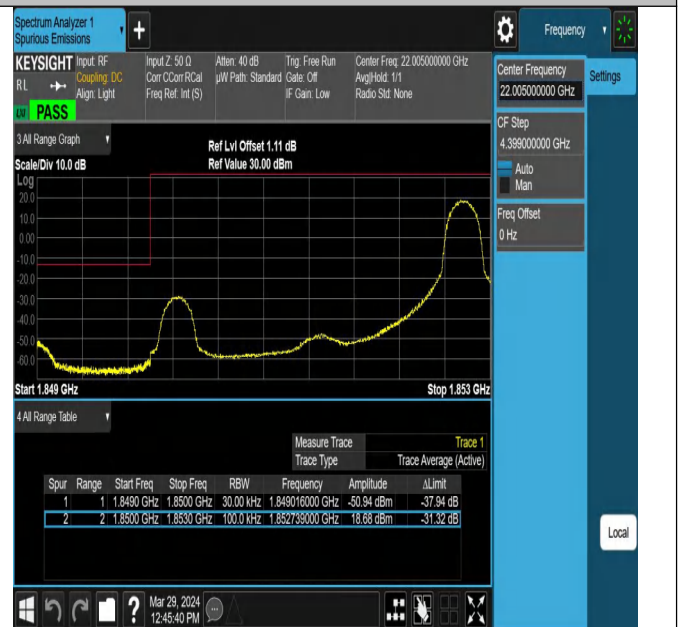 Spectrum Analyzer 1
Spurious Emissions
+
Frequency
KEYSIGHT
RL
PASS
Input: RF
Coupling: DC
Align: Light
Input Z: 50 Ω
Corr CCorr RCal
Freq Ref: Int (S)
Atten: 40 dB
µW Path: Standard
Trig: Free Run
Gate: Off
IF Gain: Low
Center Freq: 22.005000000 GHz
Avg|Hold: 1/1
Radio Std: None
Center Frequency
22.005000000 GHz
Settings
CF Step
4.399000000 GHz
Auto
Man
Freq Offset
0 Hz
3 All Range Graph
Scale/Div 10.0 dB
Ref Lvl Offset 1.11 dB
Ref Value 30.00 dBm
Log
20.0
10.0
0.00
-10.0
-20.0
-30.0
-40.0
-50.0
-60.0
Start 1.849 GHz
Stop 1.853 GHz
4 All Range Table
Measure Trace Trace 1
Trace Type Trace Average (Active)
Spur Range Start Freq Stop Freq RBW Frequency Amplitude ΔLimit
1 1 1.8490 GHz 1.8500 GHz 30.00 kHz 1.849016000 GHz -50.94 dBm -37.94 dB
2 2 1.8500 GHz 1.8530 GHz 100.0 kHz 1.852739000 GHz 18.68 dBm -31.32 dB
Local
?
Mar 29, 2024
12:45:40 PM